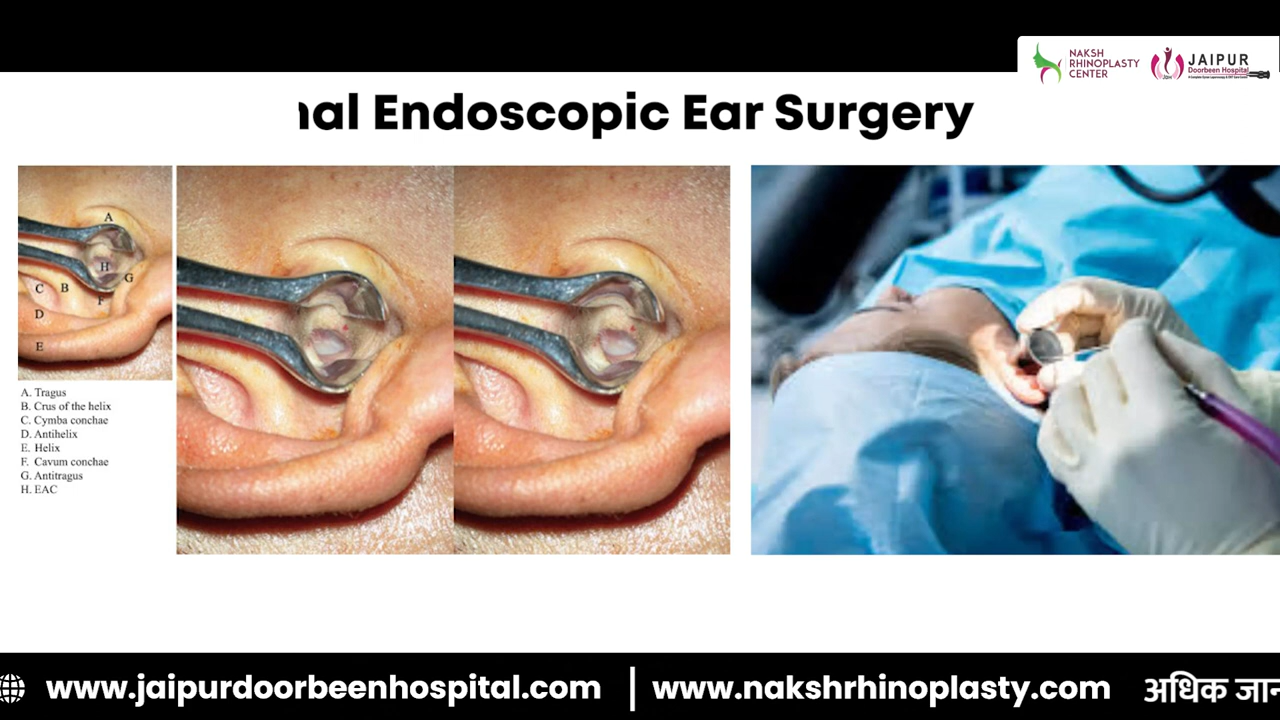 NAKSH
RHINOPLASTY
CENTER
JAIPUR
Doorbeen Hospital
nal Endoscopic Ear Surgery
A
H
G
C
B
F
D
E
A. Tragus
B. Crus of the helix
C. Cymba conchae
D. Antihelix
E. Helix
F. Cavum conchae
G. Antitragus
H. EAC
www.jaipurdoorbeenhospital.com | www.nakshrhinoplasty.com अधिक जान